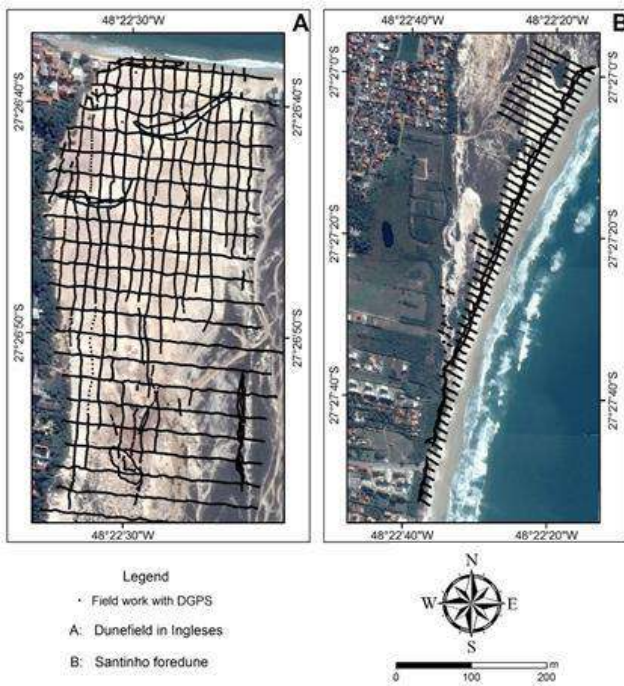 48°22'30"W
A
27°26'40"S
27°26'40"S
27°26'50"S
27°26'50"S
48°22'30"W
48°22'40"W
48°22'20"W
B
27°27'0"S
27°27'0"S
27°27'20"S
27°27'20"S
27°27'40"S
27°27'40"S
48°22'40"W
48°22'20"W
Legend
· Field work with DGPS
A: Dunefield in Ingleses
B: Santinho foredune
N
W E
S
m
0 100 200